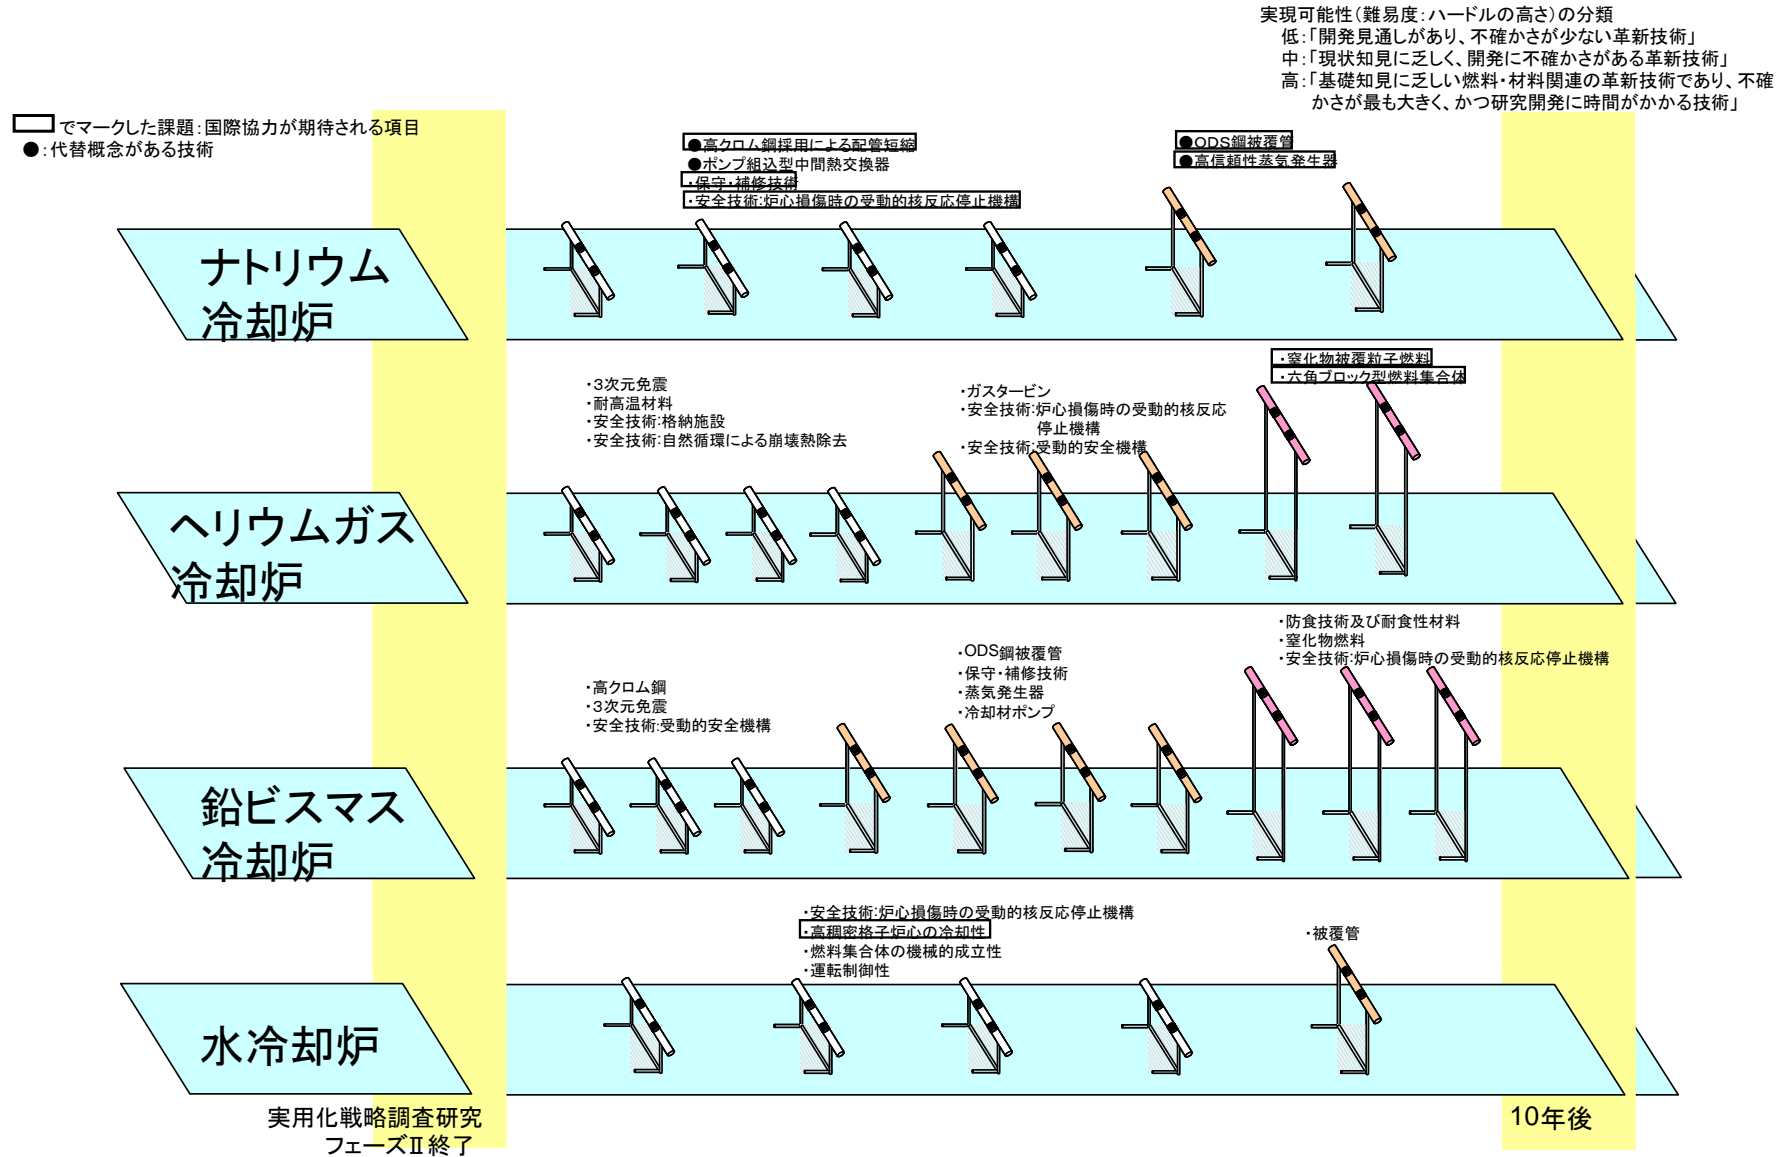 実現可能性(難易度:ハードルの高さ)の分類
低:「開発見通しがあり、不確かさが少ない革新技術」
中:「現状知見に乏しく、開発に不確かさがある革新技術」
高:「基礎知見に乏しい燃料・材料関連の革新技術であり、不確
かさが最も大きく、かつ研究開発に時間がかかる技術」
でマークした課題:国際協力が期待される項目
●:代替概念がある技術
●高クロム鋼採用による配管短縮
●ポンプ組込型中間熱交換器
・保守・補修技術
・安全技術:炉心損傷時の受動的核反応停止機構
●ODS鋼被覆管
●高信頼性蒸気発生器
ナトリウム
冷却炉
・3次元免震
・耐高温材料
・安全技術:格納施設
・安全技術:自然循環による崩壊熱除去
・ガスタービン
・安全技術:炉心損傷時の受動的核反応
停止機構
・安全技術:受動的安全機構
・窒化物被覆粒子燃料
・六角ブロック型燃料集合体
ヘリウムガス
冷却炉
・高クロム鋼
・3次元免震
・安全技術:受動的安全機構
・ODS鋼被覆管
・保守・補修技術
・蒸気発生器
・冷却材ポンプ
・防食技術及び耐食性材料
・窒化物燃料
・安全技術:炉心損傷時の受動的核反応停止機構
鉛ビスマス
冷却炉
・安全技術:炉心損傷時の受動的核反応停止機構
・高稠密格子炉心の冷却性
・燃料集合体の機械的成立性
・運転制御性
・被覆管
水冷却炉
実用化戦略調査研究
フェーズⅡ終了
10年後